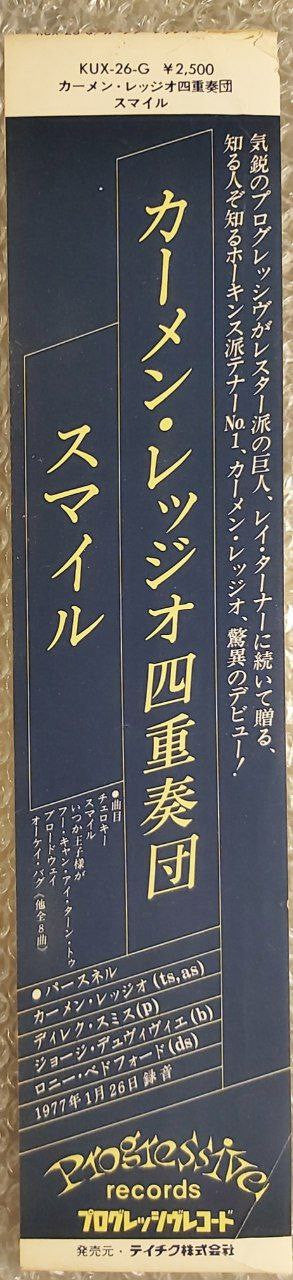 KUX-26-G ¥2,500
カーメン・レッジオ四重奏団
スマイル
気鋭のプログレッシヴがレスター派の巨人、レイ・ターナーに続いて贈る、
知る人ぞ知るホーキンス派テナーNo.1、カーメン・レッジオ、驚異のデビュー!
カーメン・レッジオ四重奏団
スマイル
●曲目
チェロキー
スマイル
いつか王子様が
フー・キャン・アイ・ターン・トゥ
ブロードウェイ
オーケイ・バグ(他全8曲)
●パースネル
カーメン・レッジオ(ts,as)
ディレク・スミス(p)
ジョージ・デュヴィヴィエ(b)
ロニー・ベドフォード(ds)
1977年1月26日録音
Progressive
records
プログレッシヴレコード
発売元・テイチク株式会社